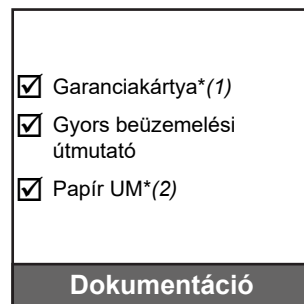 Garanciakártya*(1)
Gyors beüzemelési
útmutató
Papír UM*(2)
Dokumentáció